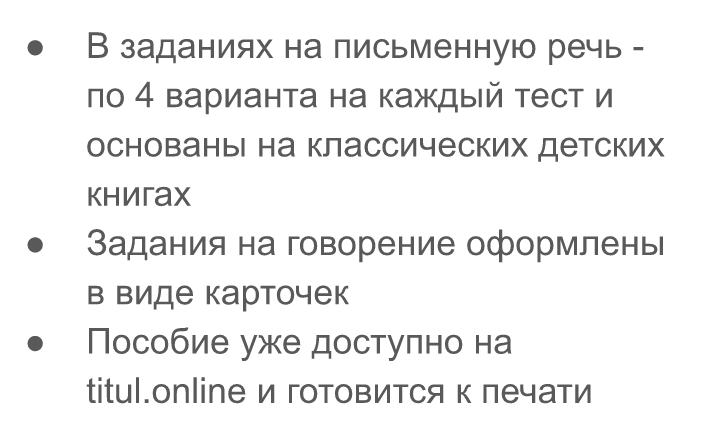 ● В заданиях на письменную речь -
по 4 варианта на каждый тест и
основаны на классических детских
книгах
● Задания на говорение оформлены
в виде карточек
● Пособие уже доступно на
titul.online и готовится к печати